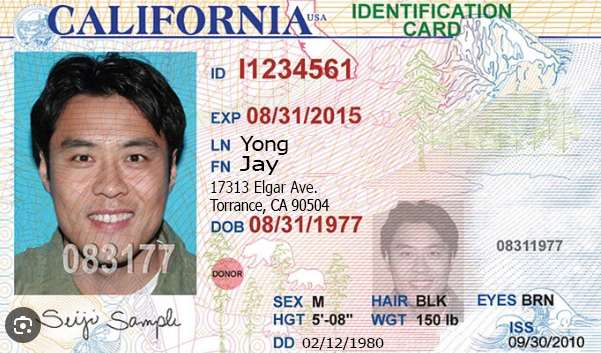 CALIFORNIA USA IDENTIFICATION CARD
ID I1234561
EXP 08/31/2015
LN Yong
FN Jay
17313 Elgar Ave.
Torrance, CA 90504
DOB 08/31/1977
083177
08311977
DONOR
SEX M HAIR BLK EYES BRN
HGT 5'-08" WGT 150 lb
ISS
DD 02/12/1980 09/30/2010
Seiji Sample